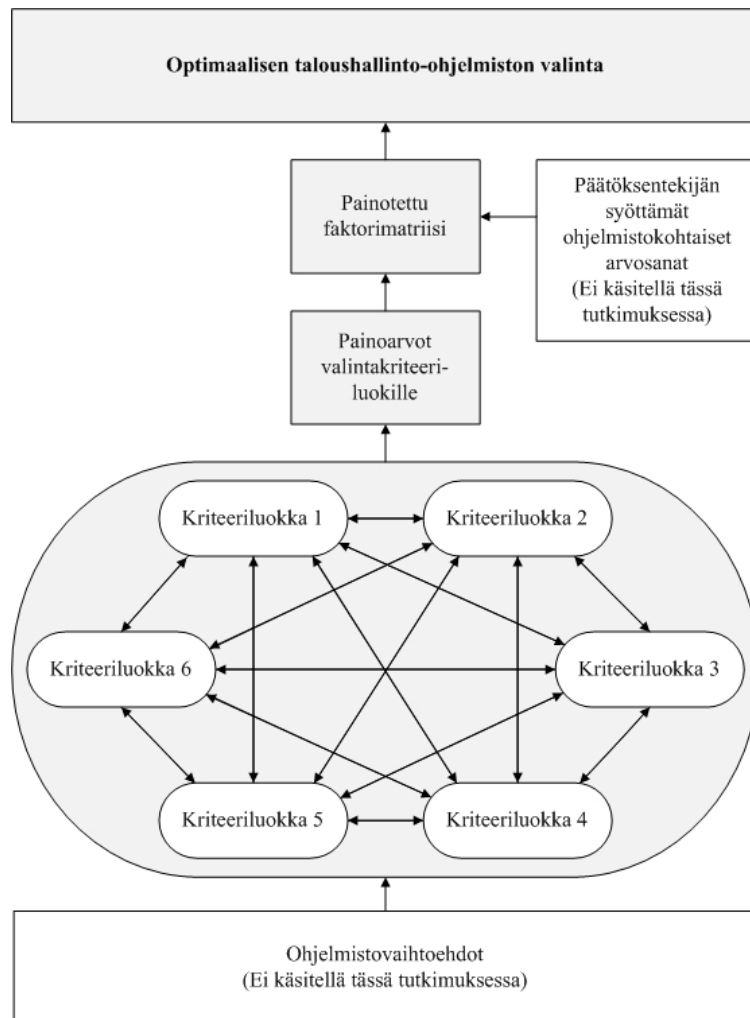 Optimaalisen taloushallinto-ohjelmiston valinta
Painotettu
faktorimatriisi
Päätöksentekijän
syöttämät
ohjelmistokohtaiset
arvosanat
(Ei käsitellä tässä
tutkimuksessa)
Painoarvot
valintakriteeri-
luokille
Kriteeriluokka 1
Kriteeriluokka 2
Kriteeriluokka 6
Kriteeriluokka 3
Kriteeriluokka 5
Kriteeriluokka 4
Ohjelmistovaihtoehdot
(Ei käsitellä tässä tutkimuksessa)